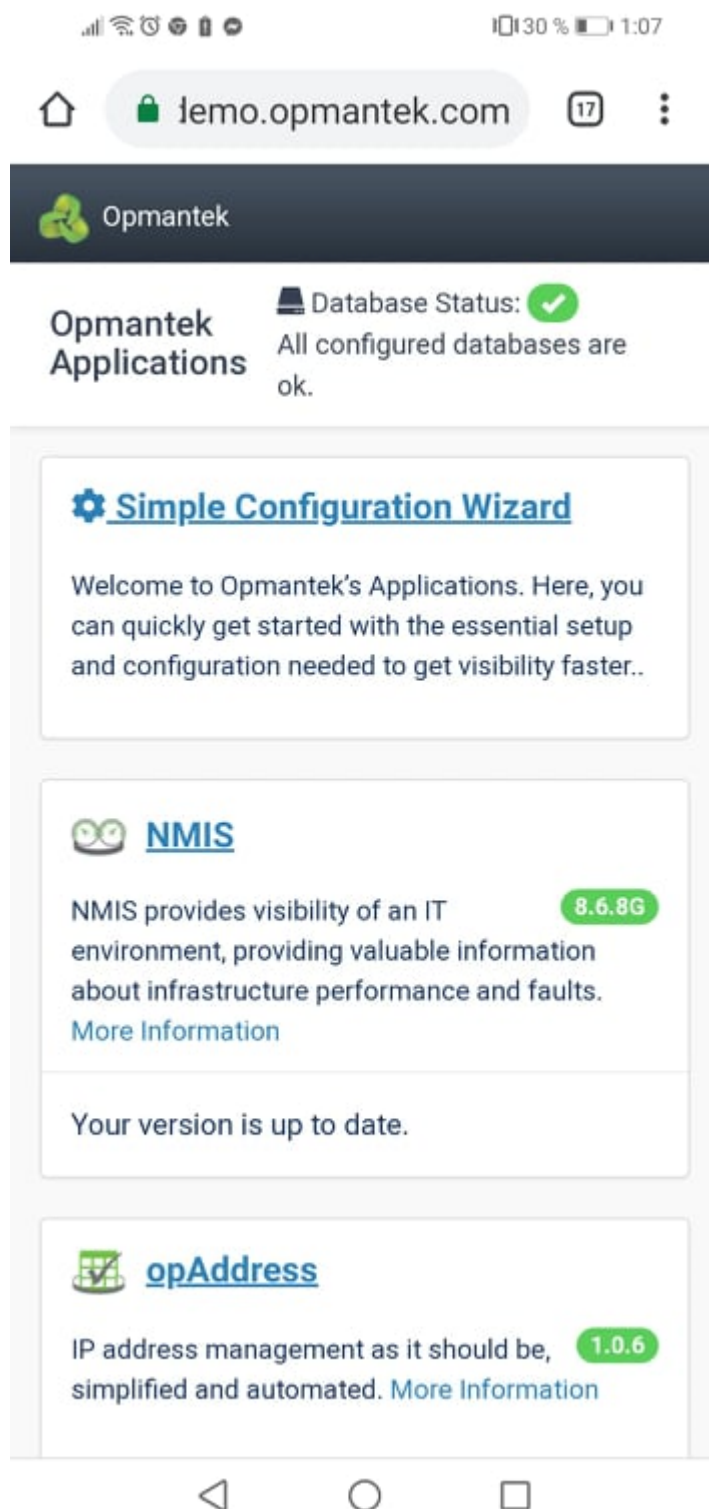 30 % 1:07
demo.opmantek.com
17
Opmantek
Opmantek
Applications
Database Status:
All configured databases are
ok.
Simple Configuration Wizard
Welcome to Opmantek's Applications. Here, you
can quickly get started with the essential setup
and configuration needed to get visibility faster..
NMIS
NMIS provides visibility of an IT 8.6.8G
environment, providing valuable information
about infrastructure performance and faults.
More Information
Your version is up to date.
opAddress
IP address management as it should be, 1.0.6
simplified and automated. More Information